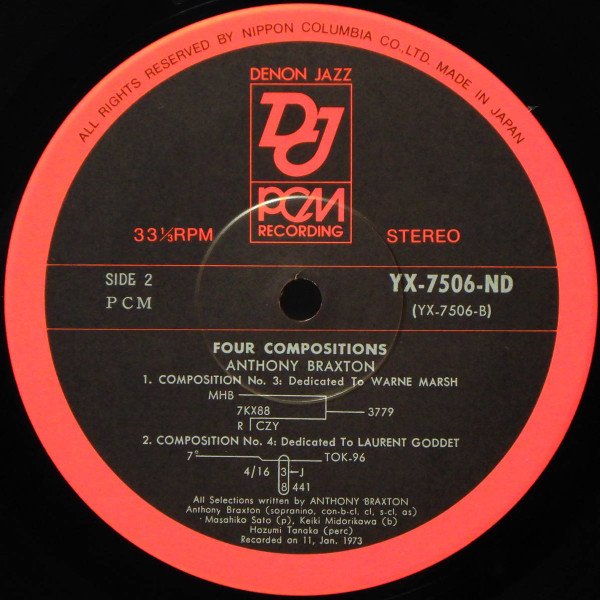 ALL RIGHTS RESERVED BY NIPPON COLUMBIA CO., LTD. MADE IN JAPAN
DENON JAZZ
DJ
PCM
RECORDING
33 1/3 RPM
STEREO
SIDE 2
PCM
YX-7506-ND
(YX-7506-B)
FOUR COMPOSITIONS
ANTHONY BRAXTON
1. COMPOSITION No. 3: Dedicated To WARNE MARSH
MHB
7KX88
3779
R CZY
2. COMPOSITION No. 4: Dedicated To LAURENT GODDET
7° TOK-96
4/16 3 J
8 441
All Selections written by ANTHONY BRAXTON
Anthony Braxton (sopranino, con-b-cl, cl, s-cl, as)
Masahiko Sato (p), Keiki Midorikawa (b)
Hozumi Tanaka (perc)
Recorded on 11, Jan. 1973